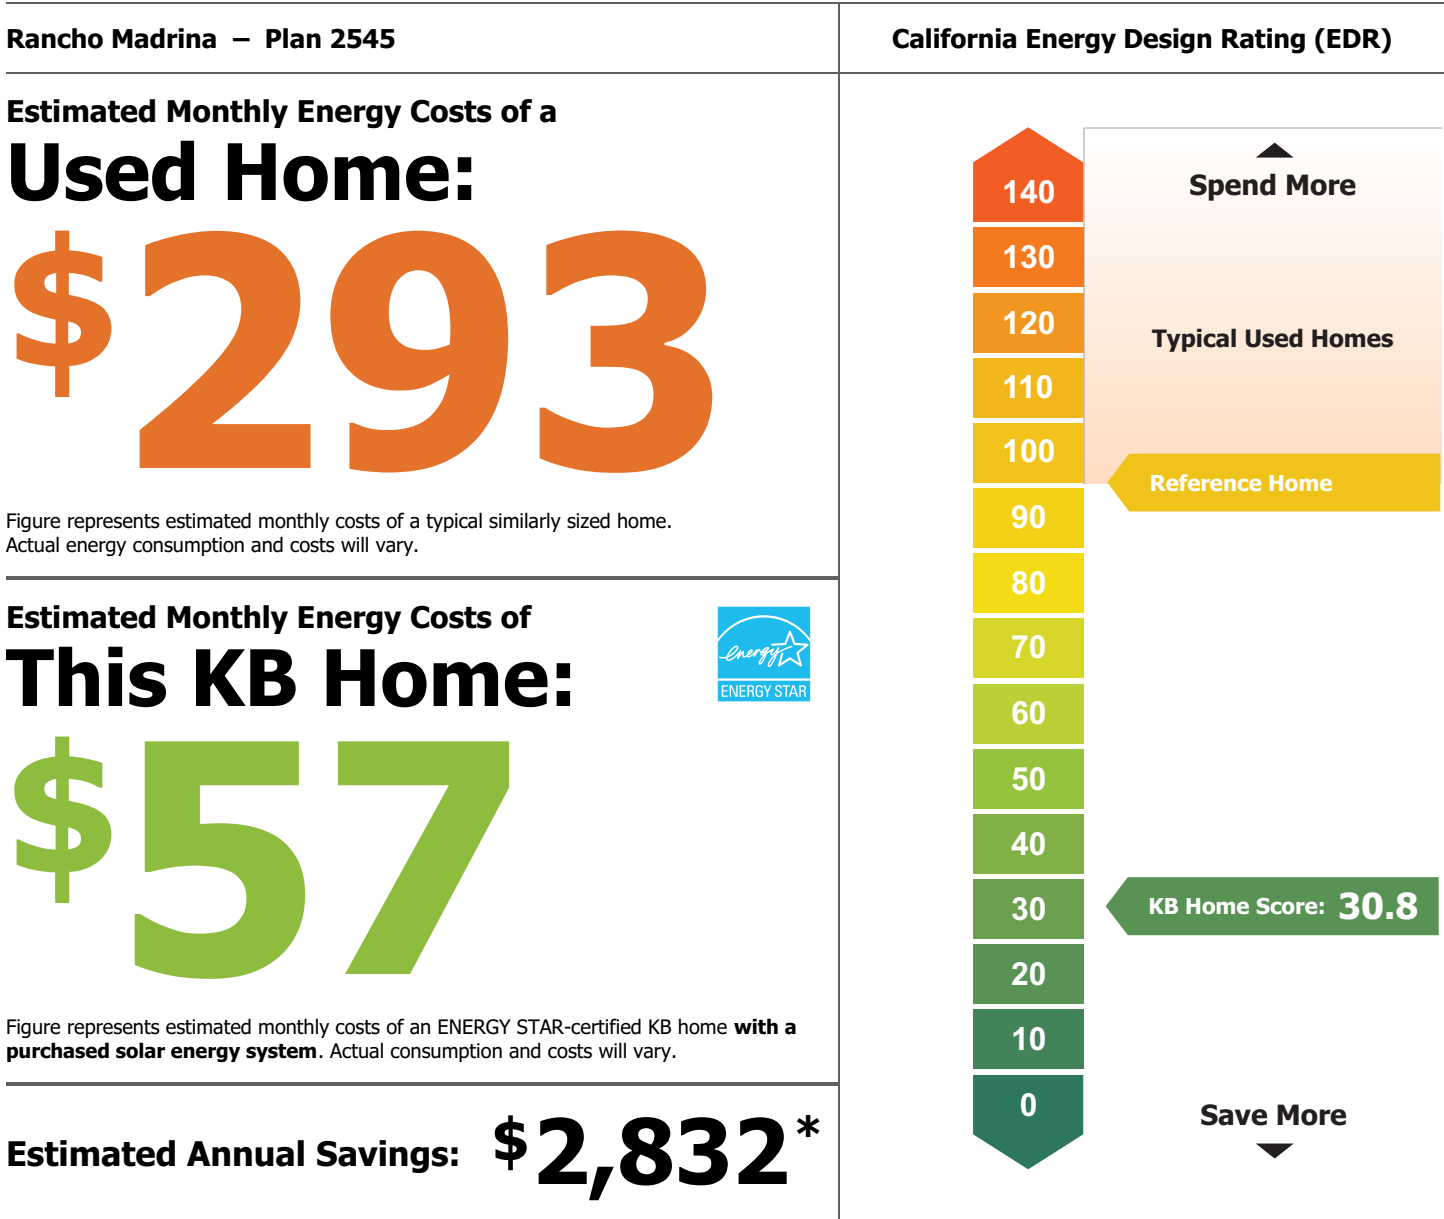 Rancho Madrina – Plan 2545
Estimated Monthly Energy Costs of a
Used Home:
$293
Figure represents estimated monthly costs of a typical similarly sized home.
Actual energy consumption and costs will vary.
Estimated Monthly Energy Costs of
This KB Home:
energy
ENERGY STAR
$57
Figure represents estimated monthly costs of an ENERGY STAR-certified KB home with a
purchased solar energy system. Actual consumption and costs will vary.
Estimated Annual Savings: $2,832*
California Energy Design Rating (EDR)
140
130
120
110
100
90
80
70
60
50
40
30
20
10
0
Spend More
Typical Used Homes
Reference Home
KB Home Score: 30.8
Save More